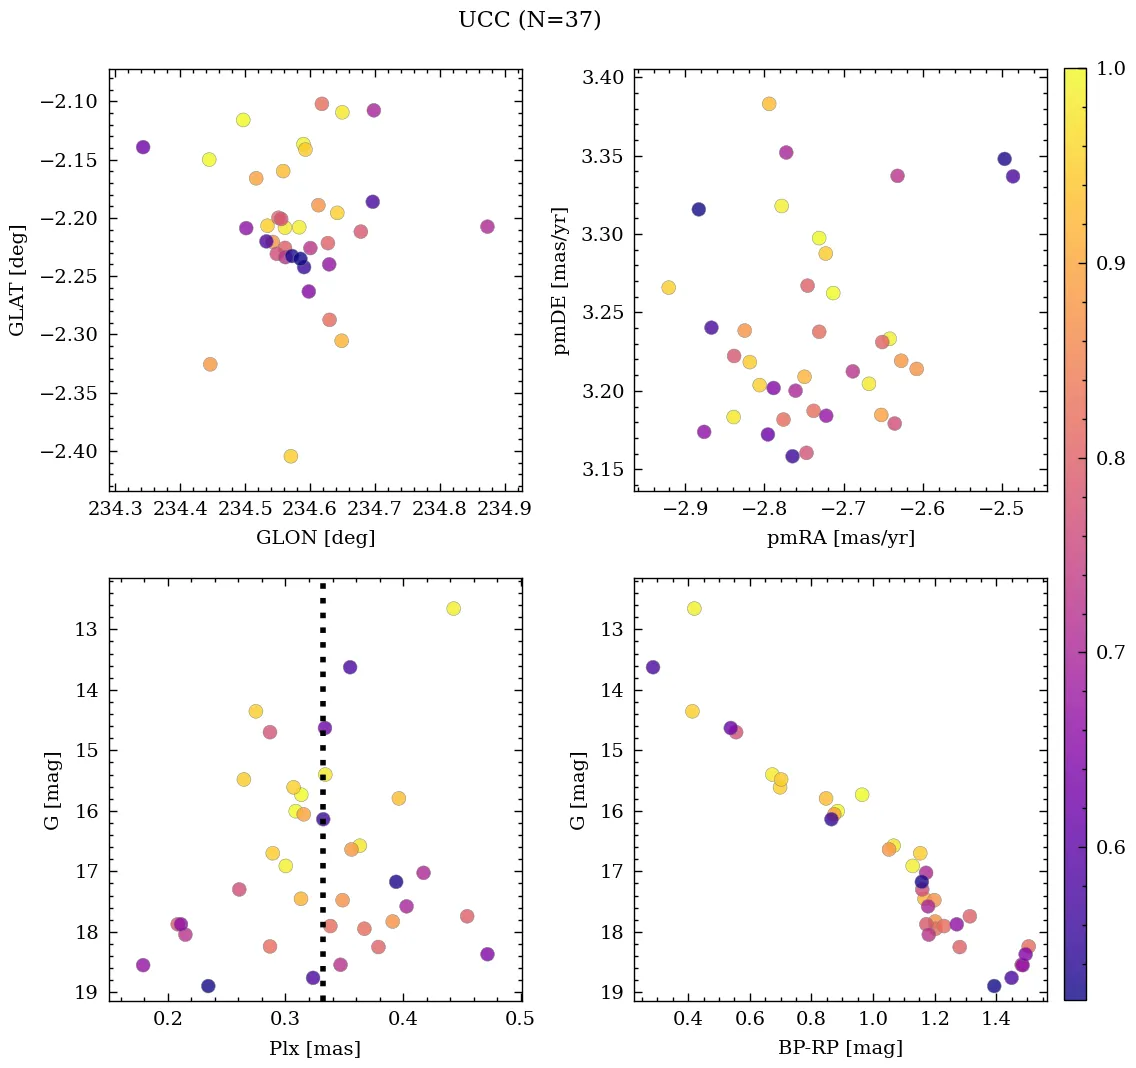 UCC (N=37)
−2.10
−2.15
−2.20
−2.25
−2.30
−2.35
−2.40
GLAT [deg]
234.3 234.4 234.5 234.6 234.7 234.8 234.9
GLON [deg]
3.40
3.35
3.30
3.25
3.20
3.15
pmDE [mas/yr]
−2.9 −2.8 −2.7 −2.6 −2.5
pmRA [mas/yr]
13
14
15
16
17
18
19
G [mag]
0.2 0.3 0.4 0.5
Plx [mas]
13
14
15
16
17
18
19
G [mag]
0.4 0.6 0.8 1.0 1.2 1.4
BP-RP [mag]
1.0
0.9
0.8
0.7
0.6